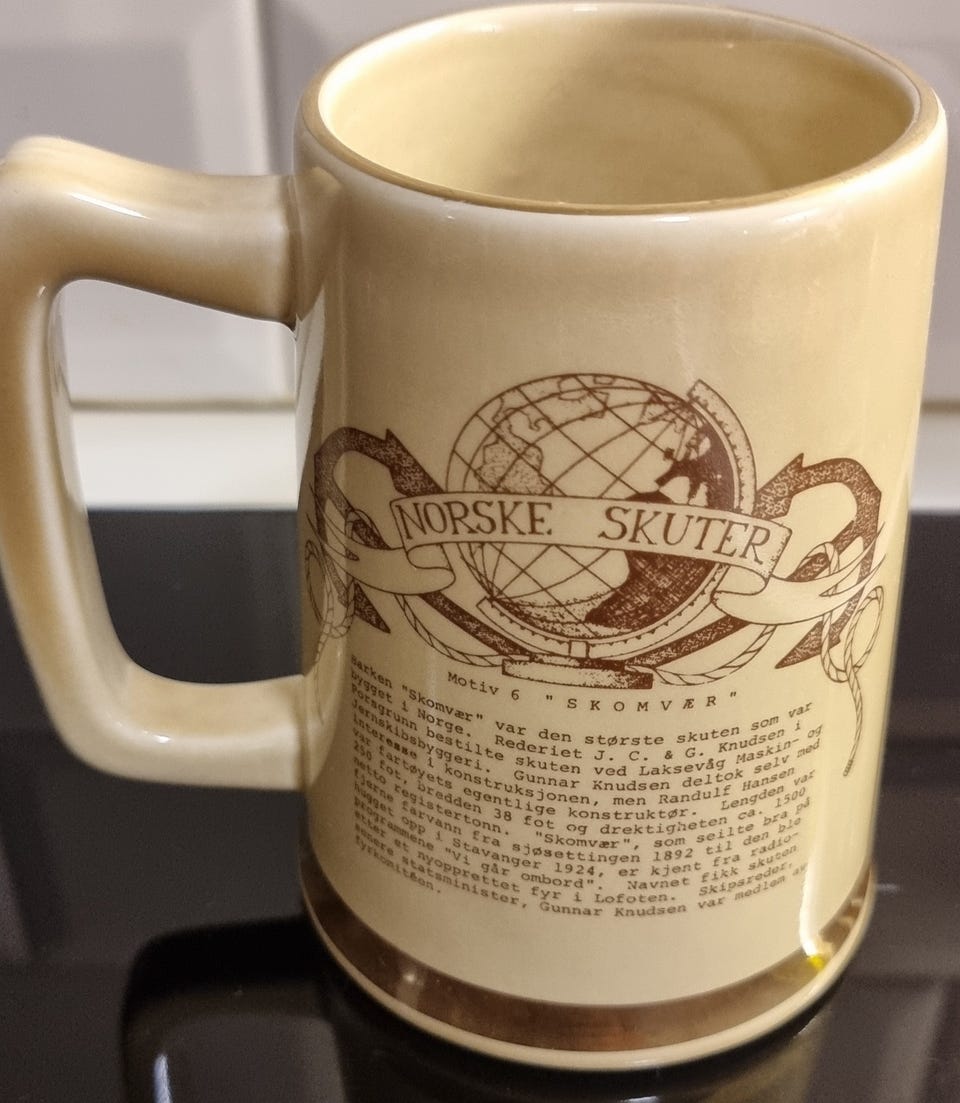 NORSKE SKUTER
Motiv 6 "SKOMVÆR"
Barken "Skomvær" var den største skuten som var
bygget i Norge. Rederiet J. C. & G. Knudsen i
Porsgrunn bestilte skuten ved Laksevåg Maskin- og
Jernskibsbyggeri. Gunnar Knudsen deltok selv med
interesse i konstruksjonen, men Randulf Hansen
var fartøyets egentlige konstruktør. Lengden var
290 fot, bredden 38 fot og drektigheten ca. 1500
netto registertonn. "Skomvær", som seilte bra på
fjerne farvann fra sjøsettingen 1892 til den ble
hugget opp i Stavanger 1924, er kjent fra radio-
programmene "Vi går ombord". Navnet fikk skuten
etter et nyopprettet fyr i Lofoten. Skipsreder,
senere statsminister, Gunnar Knudsen var medlem av
fyrkomitéen.